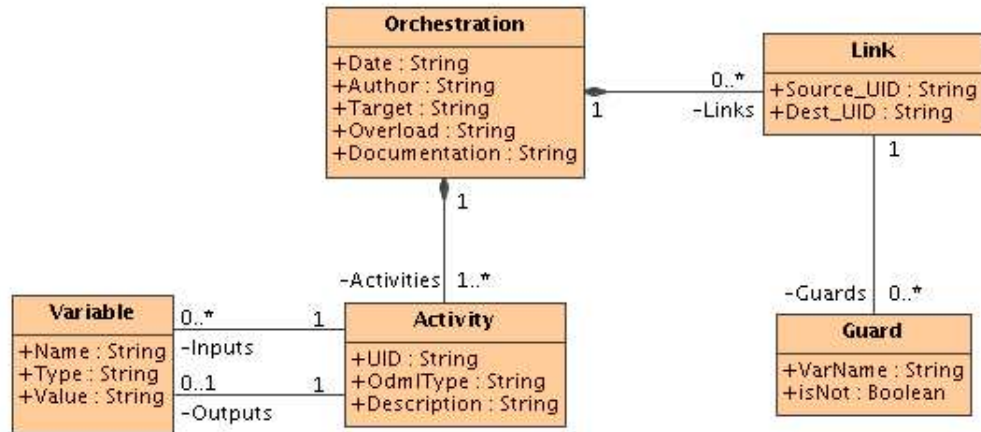 Orchestration
+Date : String
+Author : String
+Target : String
+Overload : String
+Documentation : String
Link
+Source_UID : String
+Dest_UID : String
1
0..*
-Links
1
1
-Activities
1..*
-Guards
0..*
Variable
+Name : String
+Type : String
+Value : String
0..*
1
-Inputs
0..1
1
-Outputs
Activity
+UID : String
+OdmlType : String
+Description : String
Guard
+VarName : String
+isNot : Boolean